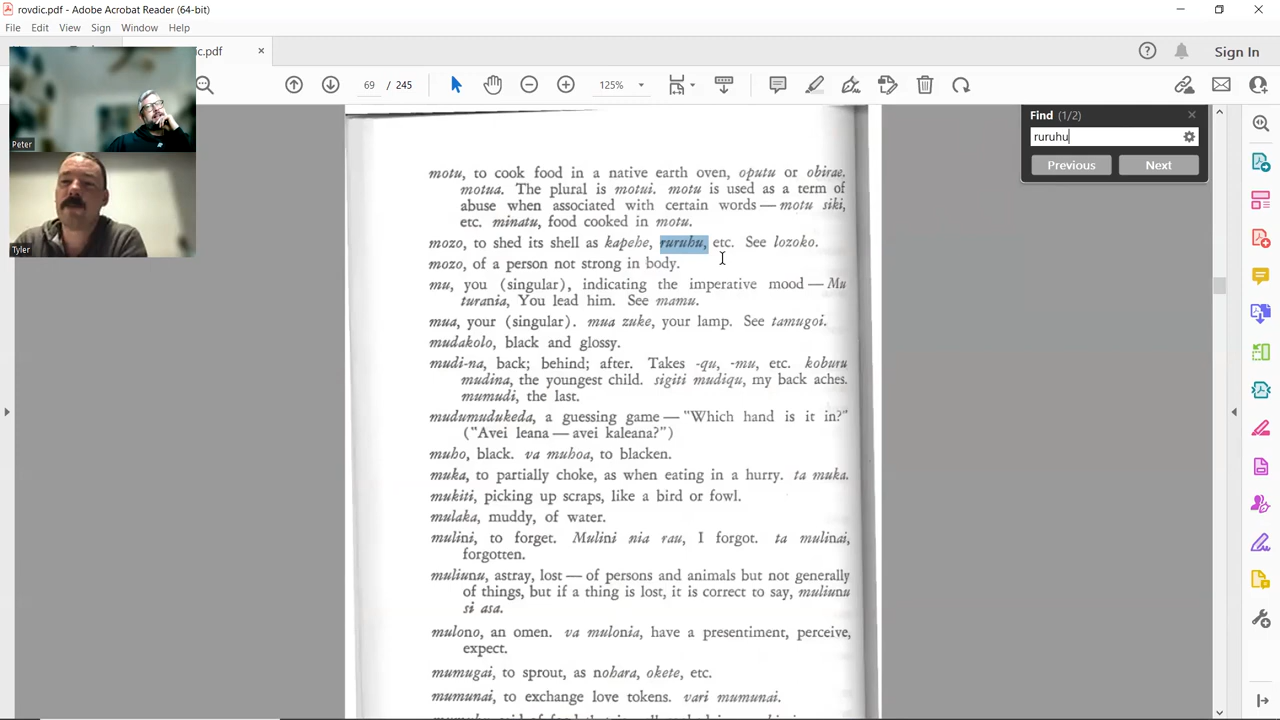 rovdic.pdf - Adobe Acrobat Reader (64-bit)
File Edit View Sign Window Help
ic.pdf
Sign In
69 / 245
125%
Find (1/2)
ruruhu
Previous
Next
Peter
Tyler
motu, to cook food in a native earth oven, oputu or obirae.
motua. The plural is motui. motu is used as a term of
abuse when associated with certain words — motu siki,
etc. minatu, food cooked in motu.
mozo, to shed its shell as kapehe, ruruhu, etc. See lozoko.
mozo, of a person not strong in body.
mu, you (singular), indicating the imperative mood — Mu
turania, You lead him. See mamu.
mua, your (singular). mua zuke, your lamp. See tamugoi.
mudakolo, black and glossy.
mudi-na, back; behind; after. Takes -qu, -mu, etc. koburu
mudina, the youngest child. sigiti mudiqu, my back aches.
mumudi, the last.
mudumudukeda, a guessing game — "Which hand is it in?"
("Avei leana — avei kaleana?")
muho, black. va muhoa, to blacken.
muka, to partially choke, as when eating in a hurry. ta muka.
mukiti, picking up scraps, like a bird or fowl.
mulaka, muddy, of water.
mulini, to forget. Mulini nia rau, I forgot. ta mulinai,
forgotten.
muliunu, astray, lost — of persons and animals but not generally
of things, but if a thing is lost, it is correct to say, muliunu
si asa.
mulono, an omen. va mulonia, have a presentiment, perceive,
expect.
mumugai, to sprout, as nohara, okete, etc.
mumunai, to exchange love tokens. vari mumunai.